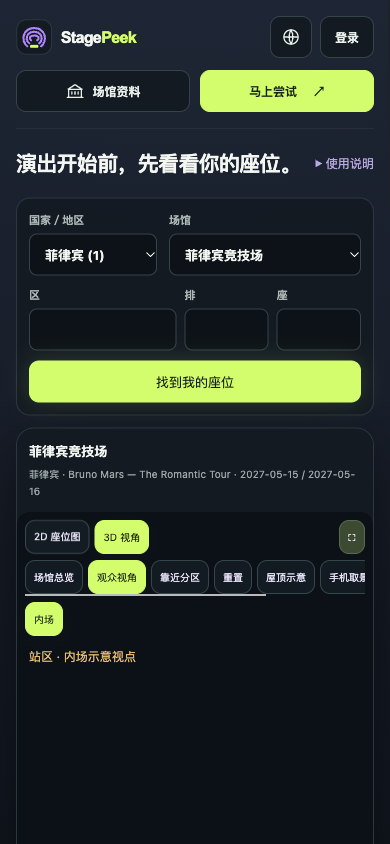 StagePeek
登录
场馆资料
马上尝试 ↗
演出开始前，先看看你的座位。
▶ 使用说明
国家 / 地区
场馆
菲律宾 (1)
菲律宾竞技场
区
排
座
找到我的座位
菲律宾竞技场
菲律宾 · Bruno Mars — The Romantic Tour · 2027-05-15 / 2027-05-
16
2D 座位图
3D 视角
场馆总览
观众视角
靠近分区
重置
屋顶示意
手机取
内场
站区 · 内场示意视点